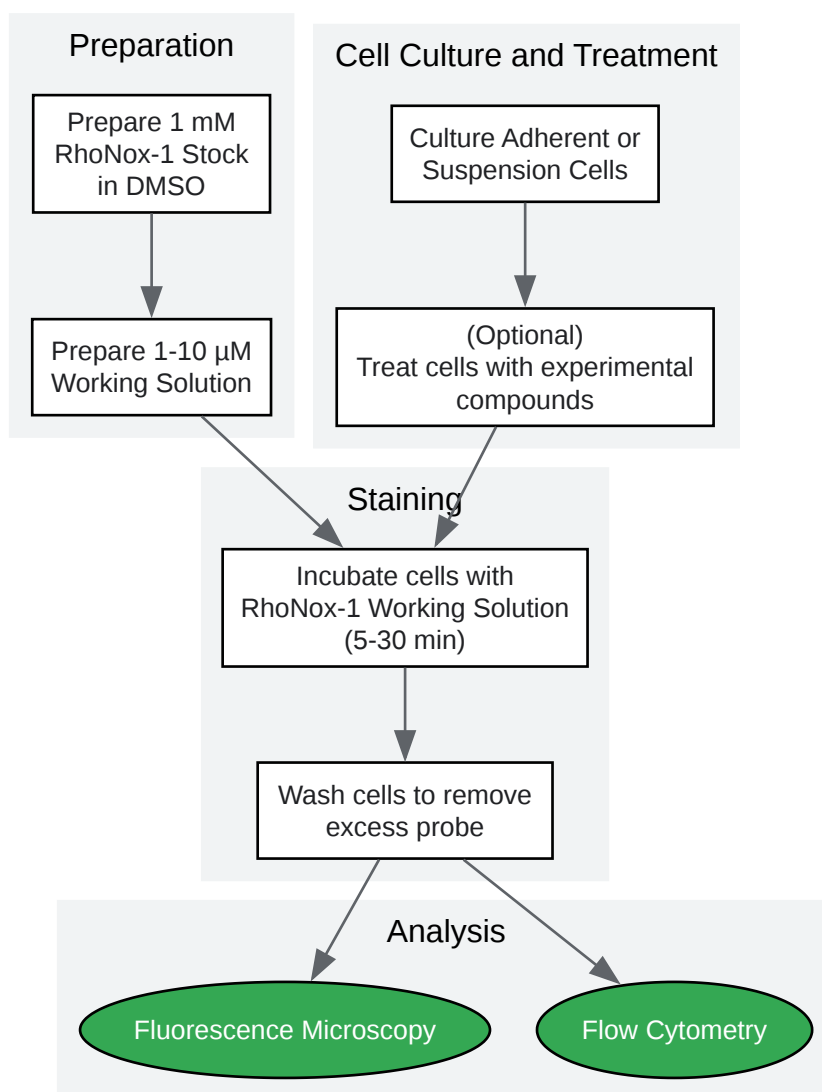 Preparation
Prepare 1 mM
RhoNox-1 Stock
in DMSO
Prepare 1-10 µM
Working Solution
Cell Culture and Treatment
Culture Adherent or
Suspension Cells
(Optional)
Treat cells with experimental
compounds
Staining
Incubate cells with
RhoNox-1 Working Solution
(5-30 min)
Wash cells to remove
excess probe
Analysis
Fluorescence Microscopy
Flow Cytometry